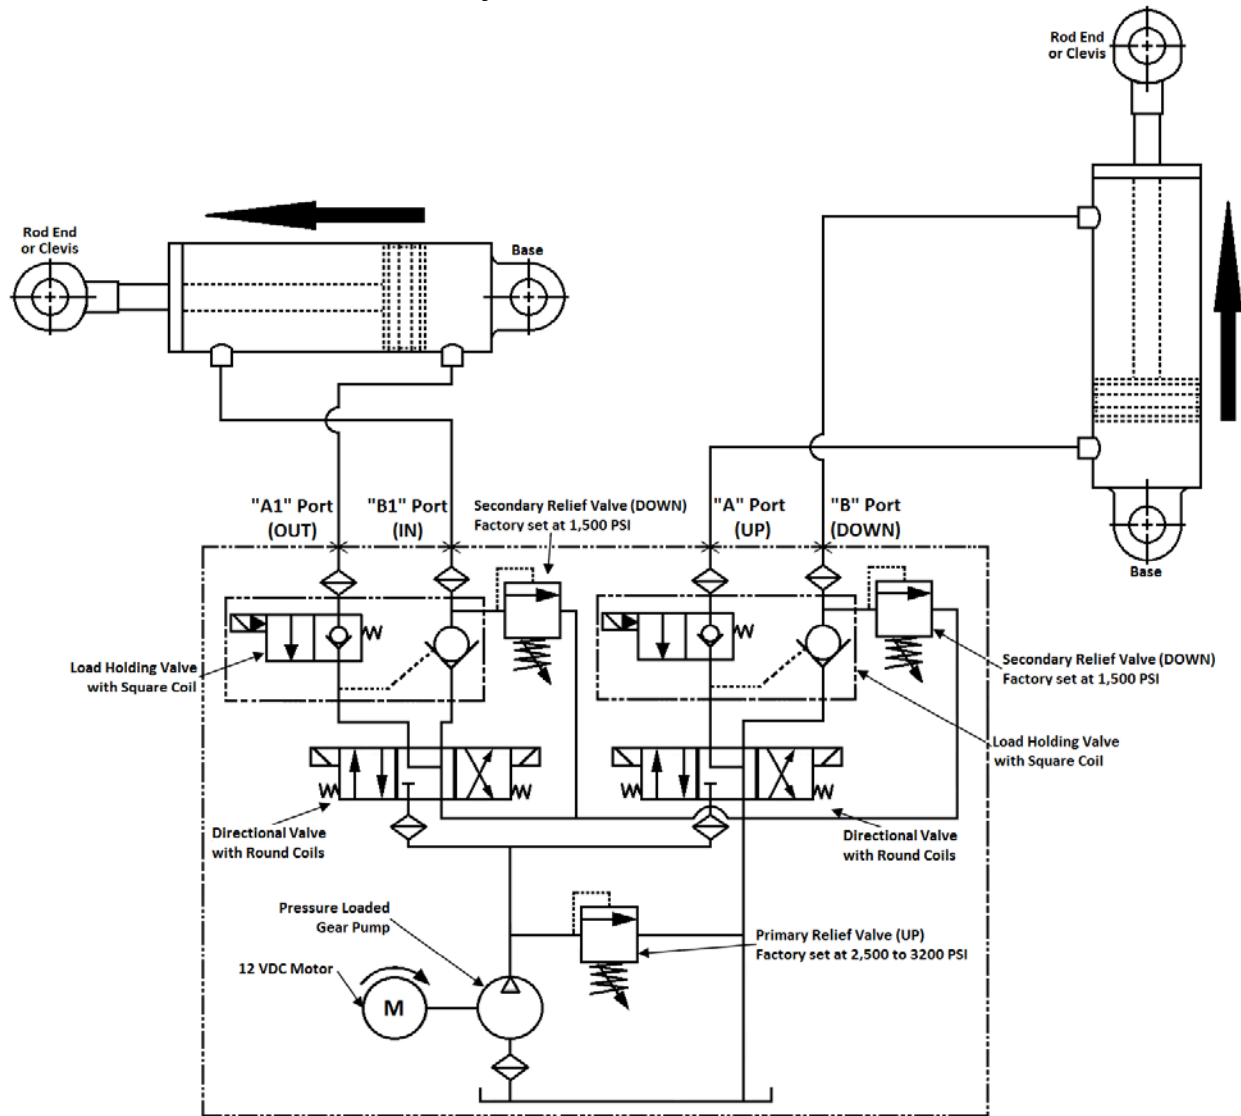 Rod End
or Clevis
Rod End
or Clevis
Base
"A1" Port
(OUT)
"B1" Port
(IN)
Secondary Relief Valve (DOWN)
Factory set at 1,500 PSI
"A" Port
(UP)
"B" Port
(DOWN)
Base
Load Holding Valve
with Square Coil
Secondary Relief Valve (DOWN)
Factory set at 1,500 PSI
Load Holding Valve
with Square Coil
Directional Valve
with Round Coils
Directional Valve
with Round Coils
Pressure Loaded
Gear Pump
Primary Relief Valve (UP)
Factory set at 2,500 to 3200 PSI
12 VDC Motor
M